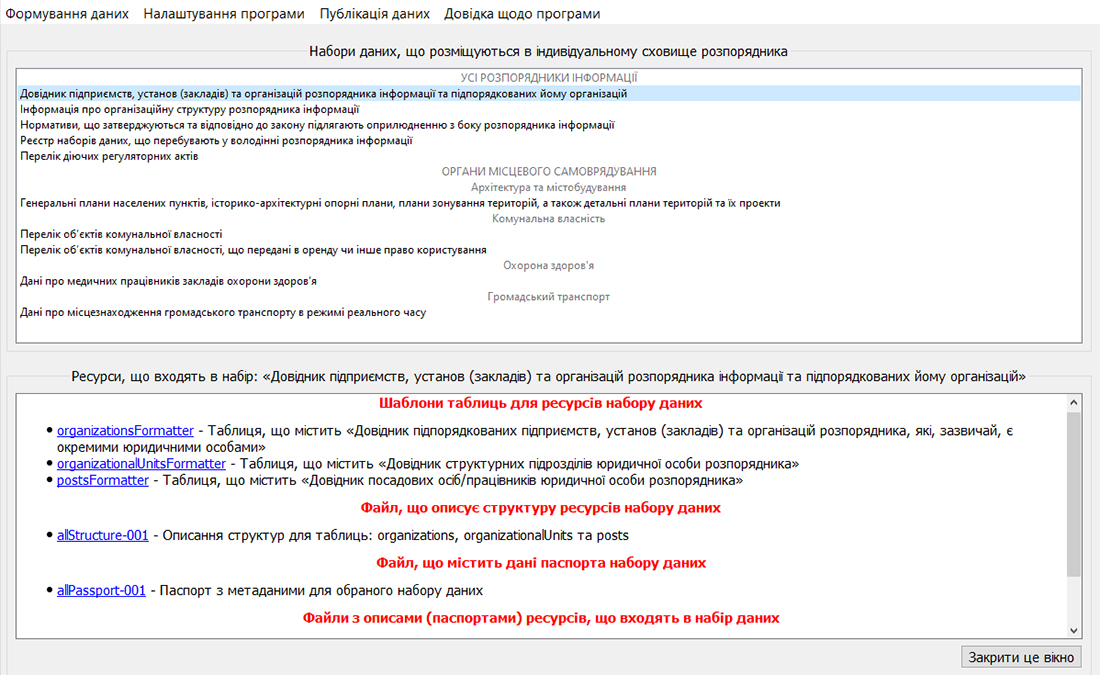 Формування даних Налаштування програми Публікація даних Довідка щодо програми
Набори даних, що розміщуються в індивідуальному сховище розпорядника
УСІ РОЗПОРЯДНИКИ ІНФОРМАЦІЇ
Довідник підприємств, установ (закладів) та організацій розпорядника інформації та підпорядкованих йому організацій
Інформація про організаційну структуру розпорядника інформації
Нормативи, що затверджуються та відповідно до закону підлягають оприлюдненню з боку розпорядника інформації
Реєстр наборів даних, що перебувають у володінні розпорядника інформації
Перелік діючих регуляторних актів
ОРГАНИ МІСЦЕВОГО САМОВРЯДУВАННЯ
Архітектура та містобудування
Генеральні плани населених пунктів, історико-архітектурні опорні плани, плани зонування територій, а також детальні плани територій та їх проекти
Комунальна власність
Перелік об'єктів комунальної власності
Перелік об'єктів комунальної власності, що передані в оренду чи інше право користування
Охорона здоров'я
Дані про медичних працівників закладів охорони здоров'я
Громадський транспорт
Дані про місцезнаходження громадського транспорту в режимі реального часу
Ресурси, що входять в набір: «Довідник підприємств, установ (закладів) та організацій розпорядника інформації та підпорядкованих йому організацій»
Шаблони таблиць для ресурсів набору даних
• organizationsFormatter - Таблиця, що містить «Довідник підпорядкованих підприємств, установ (закладів) та організацій розпорядника, які, зазвичай, є
окремими юридичними особами»
• organizationalUnitsFormatter - Таблиця, що містить «Довідник структурних підрозділів юридичної особи розпорядника»
• postsFormatter - Таблиця, що містить «Довідник посадових осіб/працівників юридичної особи розпорядника»
Файл, що описує структуру ресурсів набору даних
• allStructure-001 - Описання структур для таблиць: organizations, organizationalUnits та posts
Файл, що містить дані паспорта набору даних
• allPassport-001 - Паспорт з метаданими для обраного набору даних
Файли з описами (паспортами) ресурсів, що входять в набір даних
Закрити це вікно